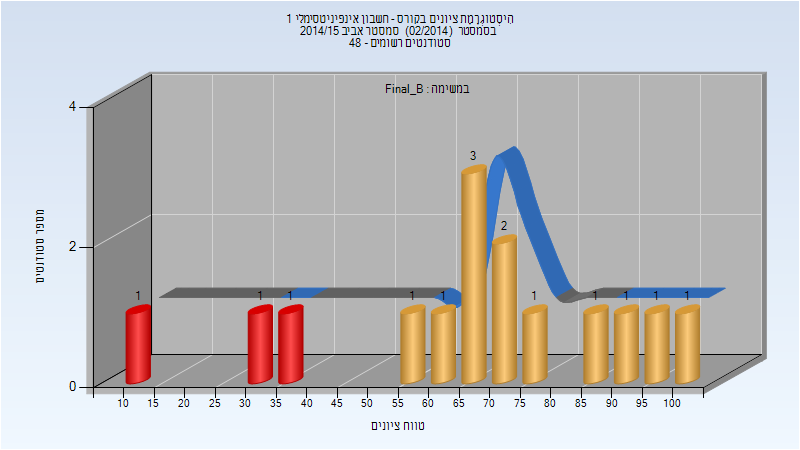 היסטוגרמת ציונים בקורס - חשבון אינפיניטסימלי 1
בסמסטר (02/2014) סמסטר אביב 2014/15
סטודנטים רשומים - 48
במשימה : Final_B
מספר סטודנטים
4
2
0
3
2
1 1 1 1 1 1 1 1 1 1
10 15 20 25 30 35 40 45 50 55 60 65 70 75 80 85 90 95 100
טווח ציונים